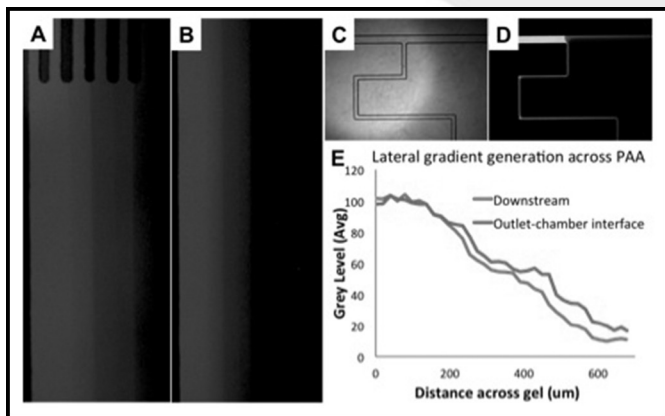 A
B
C
D
E
Lateral gradient generation across PAA
120
100
80
60
40
20
0
Grey Level (Avg)
Downstream
Outlet-chamber interface
0
200
400
600
Distance across gel (um)